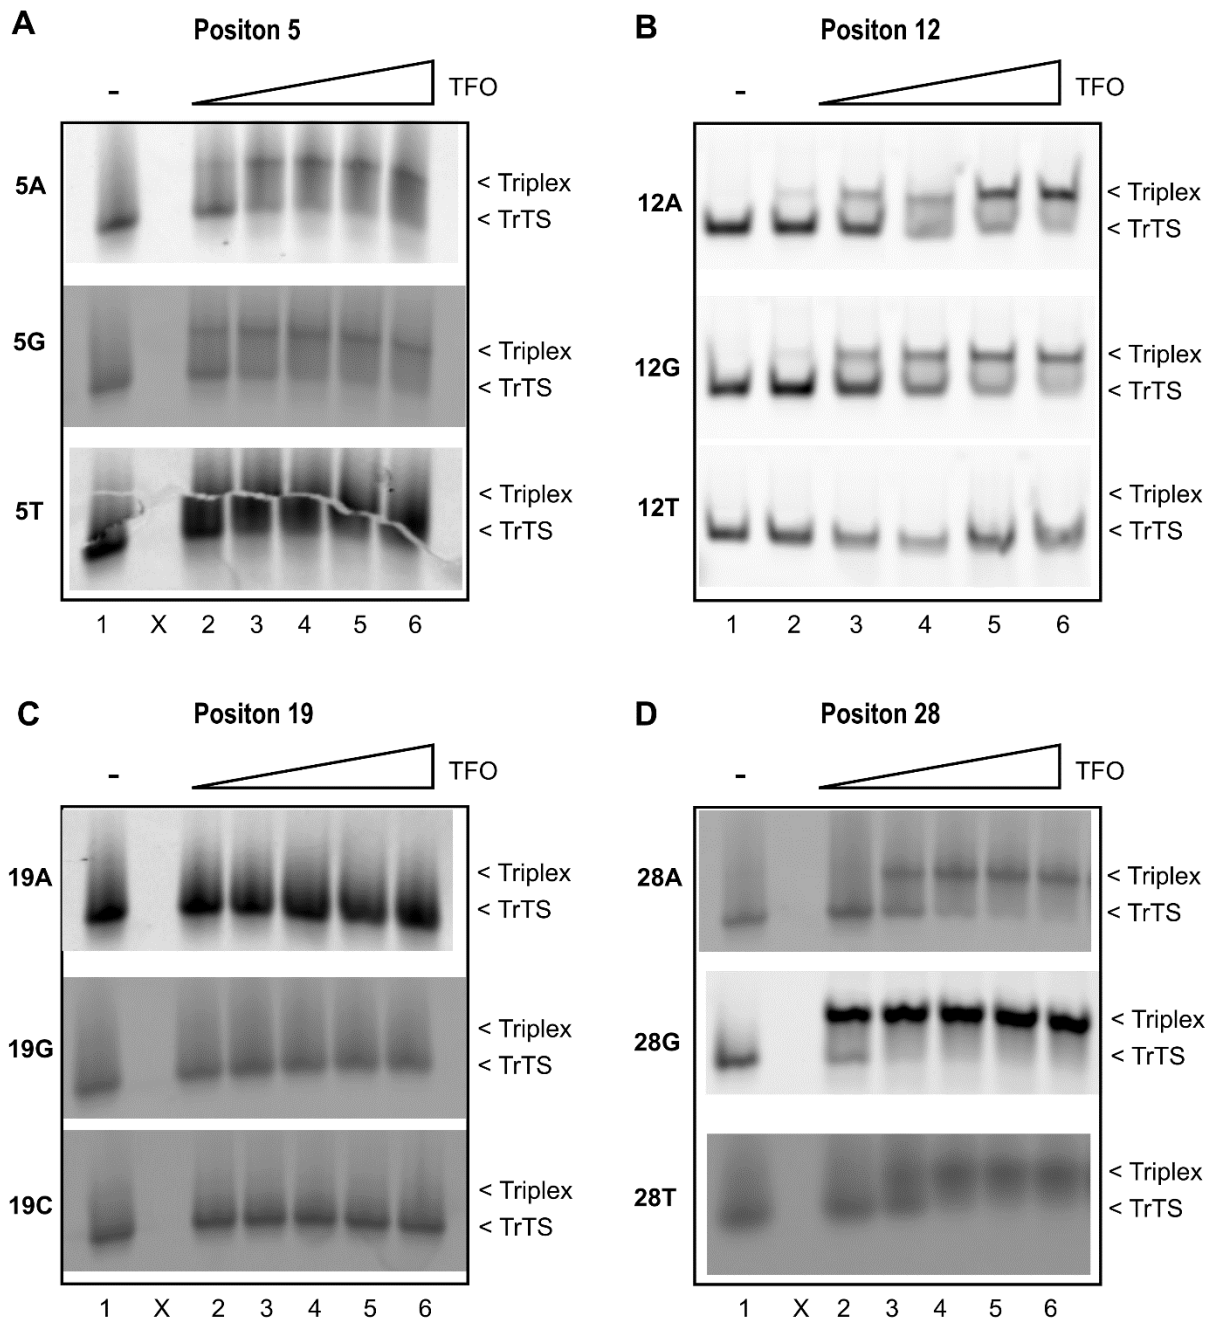 A
Positon 5
-
TFO
5A
< Triplex
< TrTS
5G
< Triplex
< TrTS
5T
< Triplex
< TrTS
1 X 2 3 4 5 6
B
Positon 12
-
TFO
12A
< Triplex
< TrTS
12G
< Triplex
< TrTS
12T
< Triplex
< TrTS
1 2 3 4 5 6
C
Positon 19
-
TFO
19A
< Triplex
< TrTS
19G
< Triplex
< TrTS
19C
< Triplex
< TrTS
1 X 2 3 4 5 6
D
Positon 28
-
TFO
28A
< Triplex
< TrTS
28G
< Triplex
< TrTS
28T
< Triplex
< TrTS
1 X 2 3 4 5 6